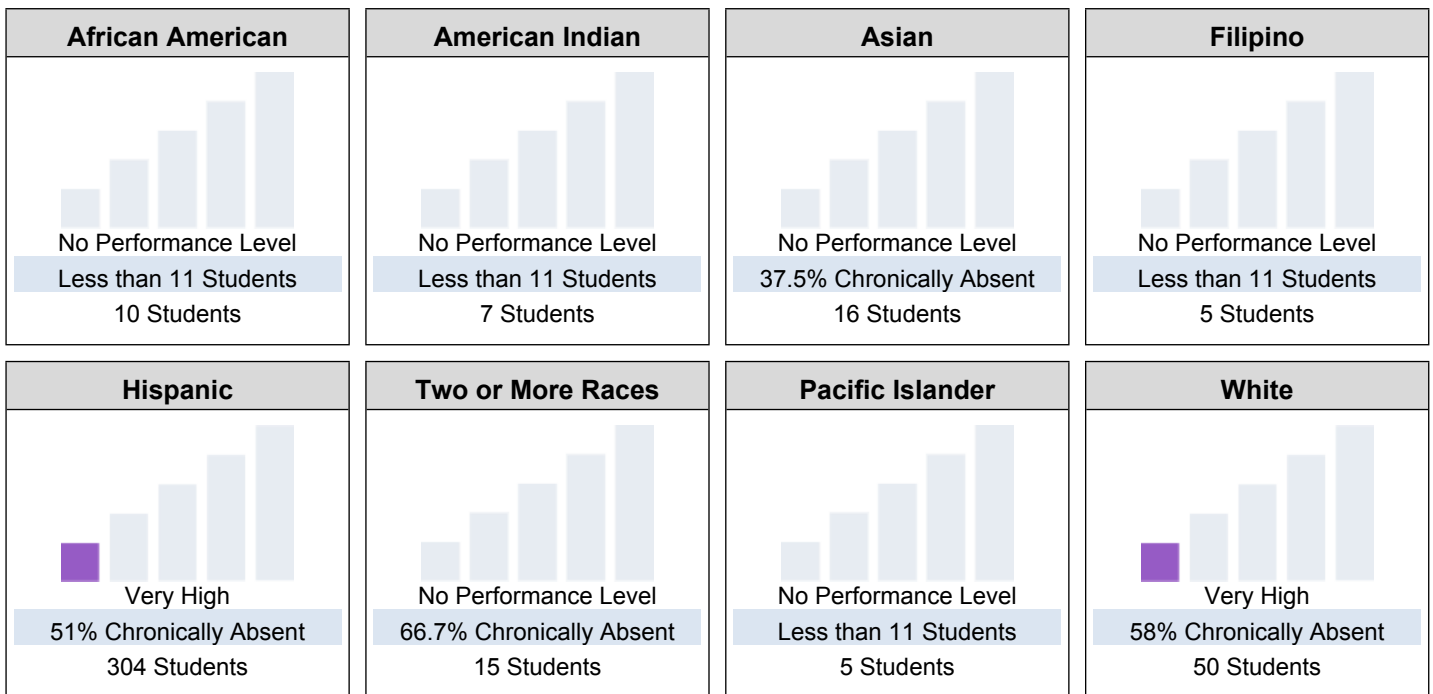 African American
No Performance Level
Less than 11 Students
10 Students
American Indian
No Performance Level
Less than 11 Students
7 Students
Asian
No Performance Level
37.5% Chronically Absent
16 Students
Filipino
No Performance Level
Less than 11 Students
5 Students
Hispanic
Very High
51% Chronically Absent
304 Students
Two or More Races
No Performance Level
66.7% Chronically Absent
15 Students
Pacific Islander
No Performance Level
Less than 11 Students
5 Students
White
Very High
58% Chronically Absent
50 Students